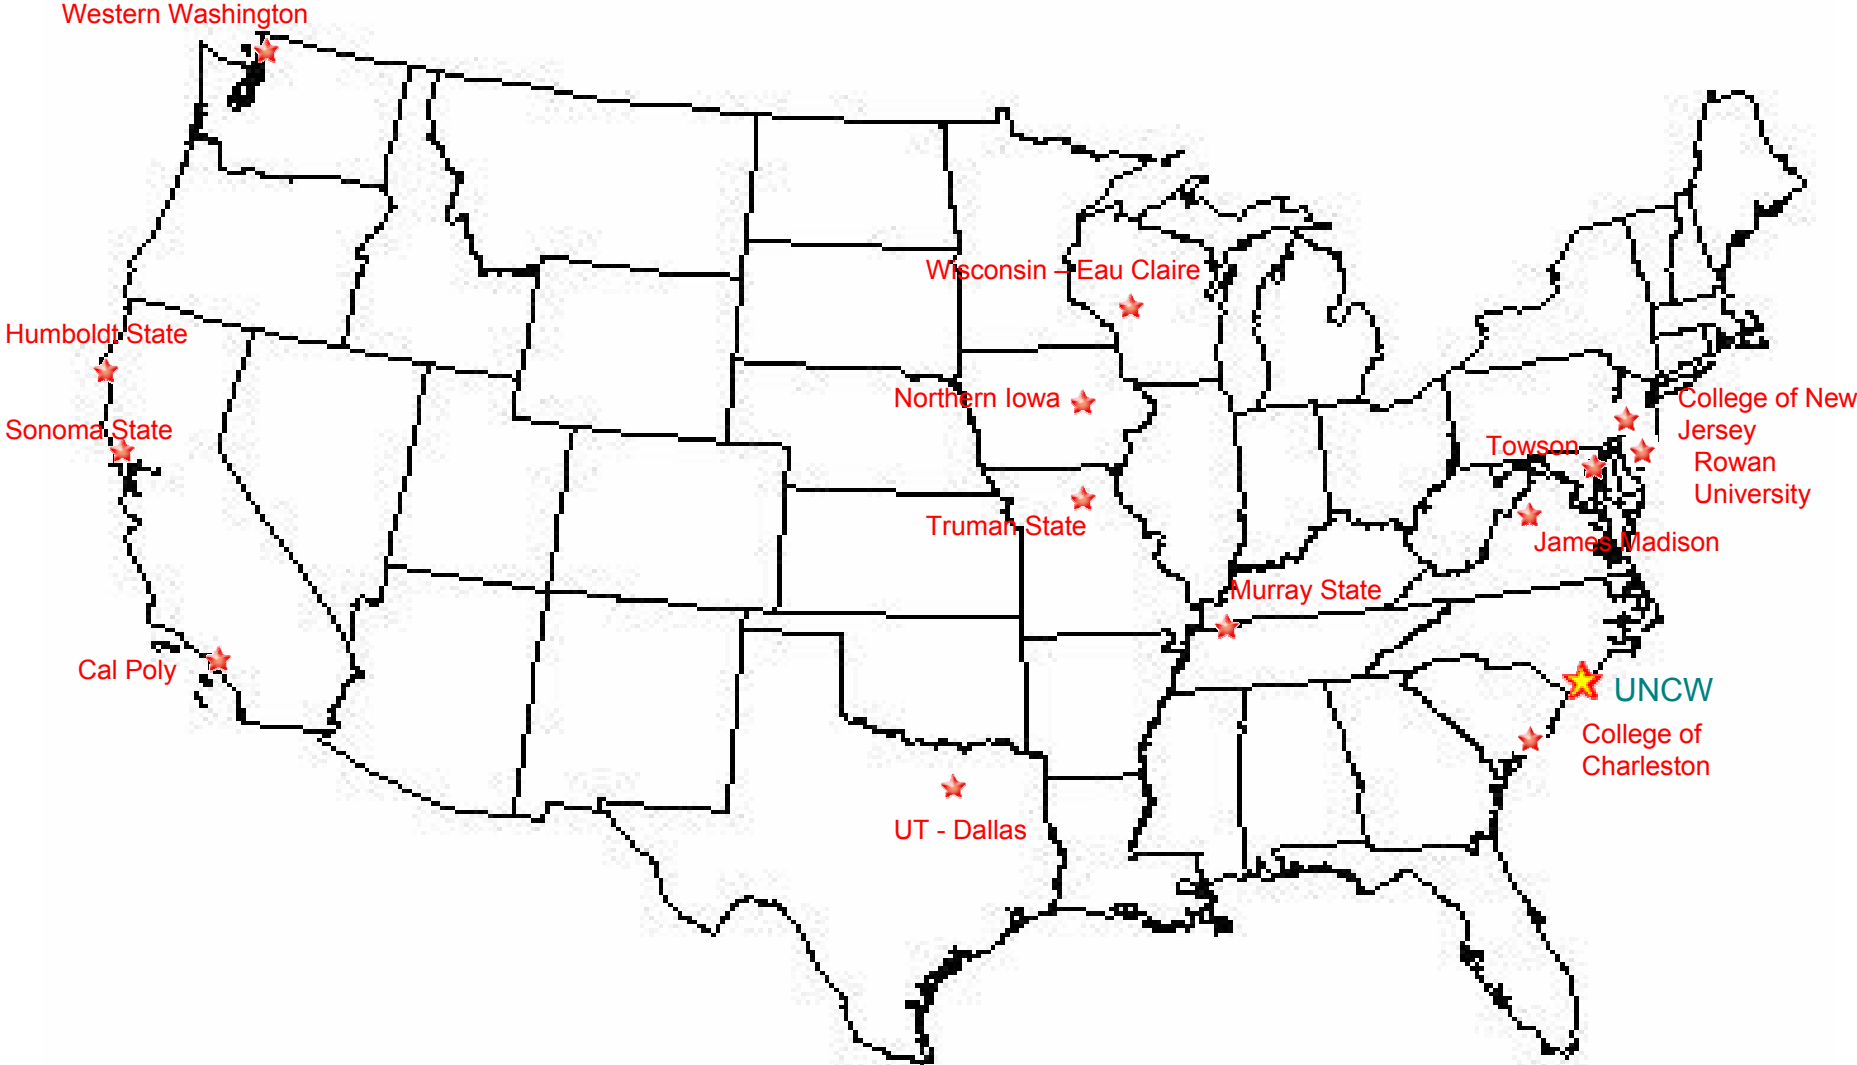 Western Washington
Wisconsin – Eau Claire
Humboldt State
Northern Iowa
College of New
Jersey
Sonoma State
Towson
Rowan
University
Truman State
James Madison
Murray State
Cal Poly
UNCW
College of
Charleston
UT - Dallas